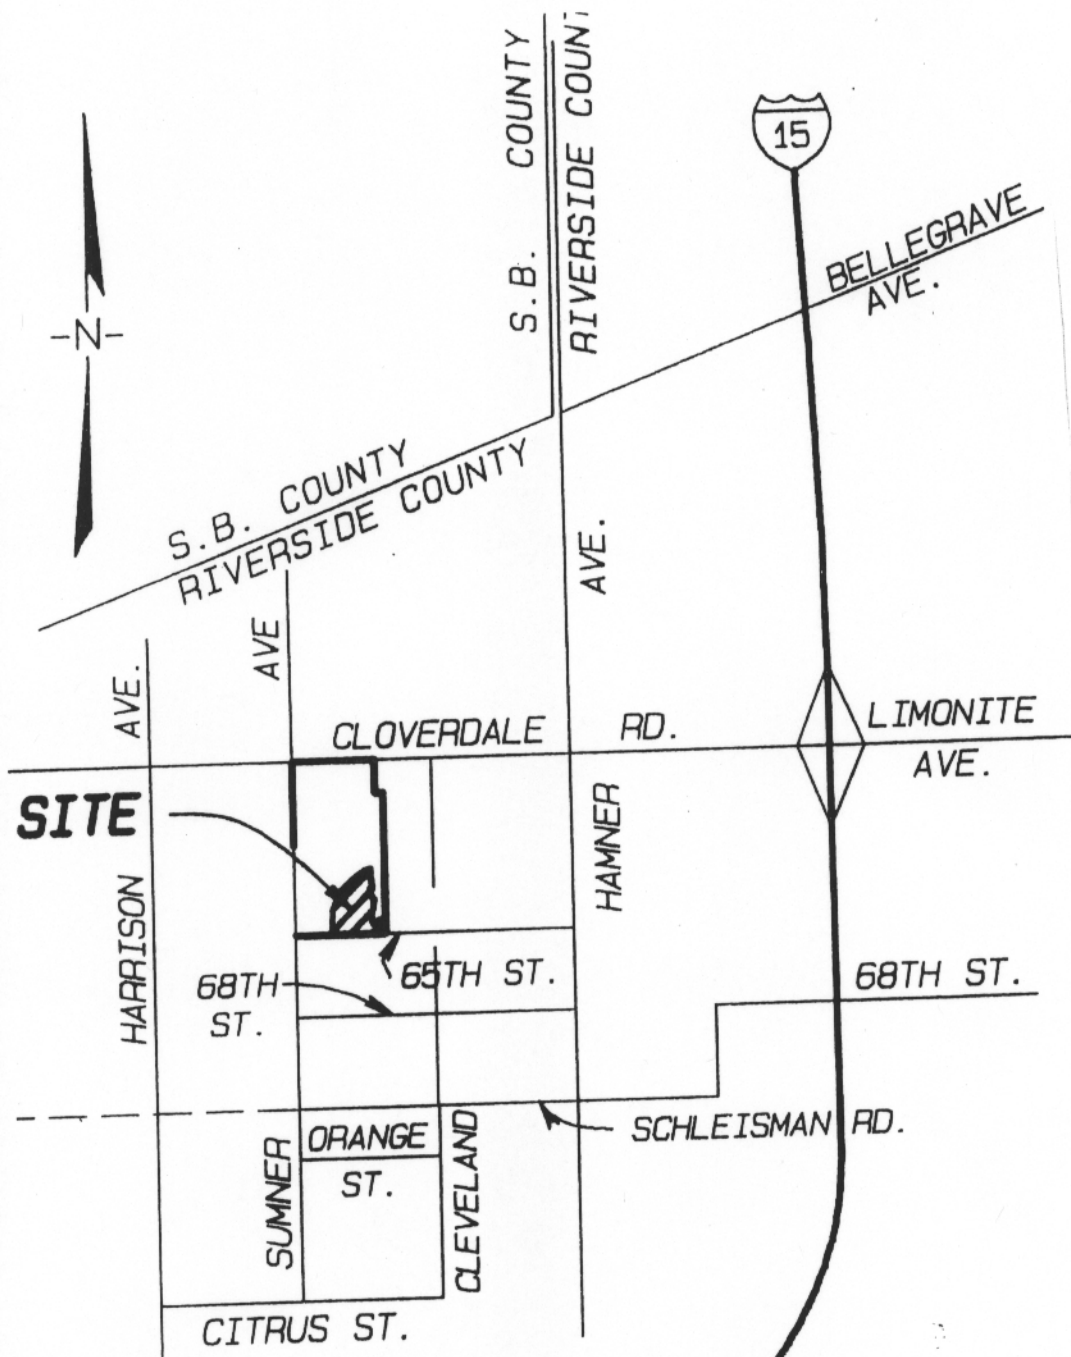 S.B. COUNTY
RIVERSIDE COUNT
15
BELLEGRAVE
AVE.
-N-
S.B. COUNTY
RIVERSIDE COUNTY
AVE.
AVE
AVE.
CLOVERDALE RD.
LIMONITE
AVE.
SITE
HARRISON
HAMNER
65TH ST.
68TH
ST.
68TH ST.
SCHLEISMAN RD.
ORANGE
ST.
SUMNER
CLEVELAND
CITRUS ST.